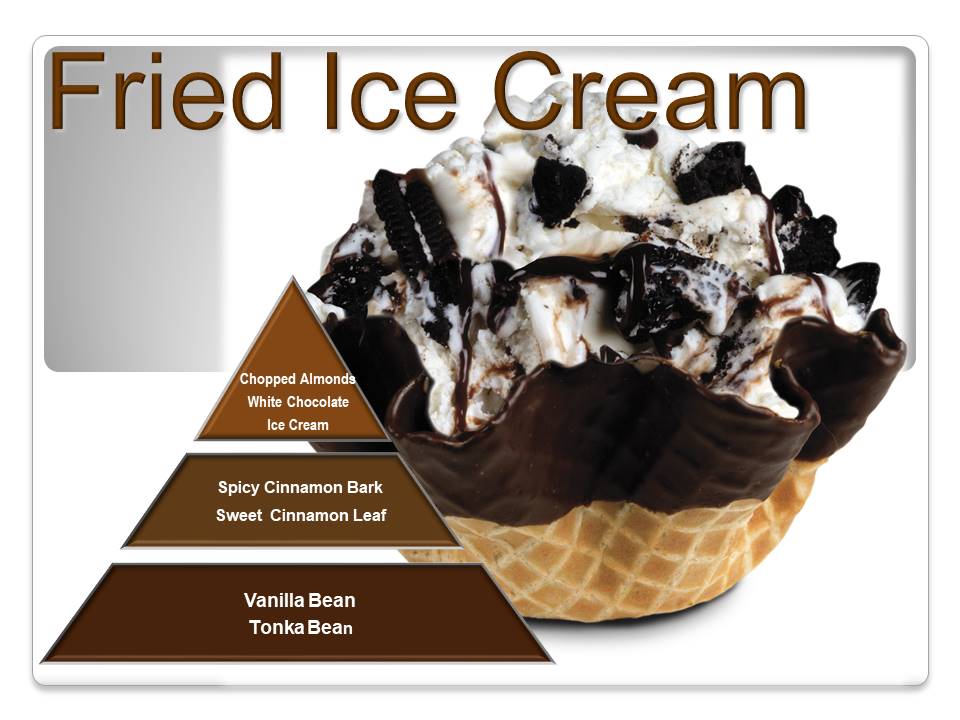 Fried Ice Cream
Chopped Almonds
White Chocolate
Ice Cream
Spicy Cinnamon Bark
Sweet Cinnamon Leaf
Vanilla Bean
Tonka Bean